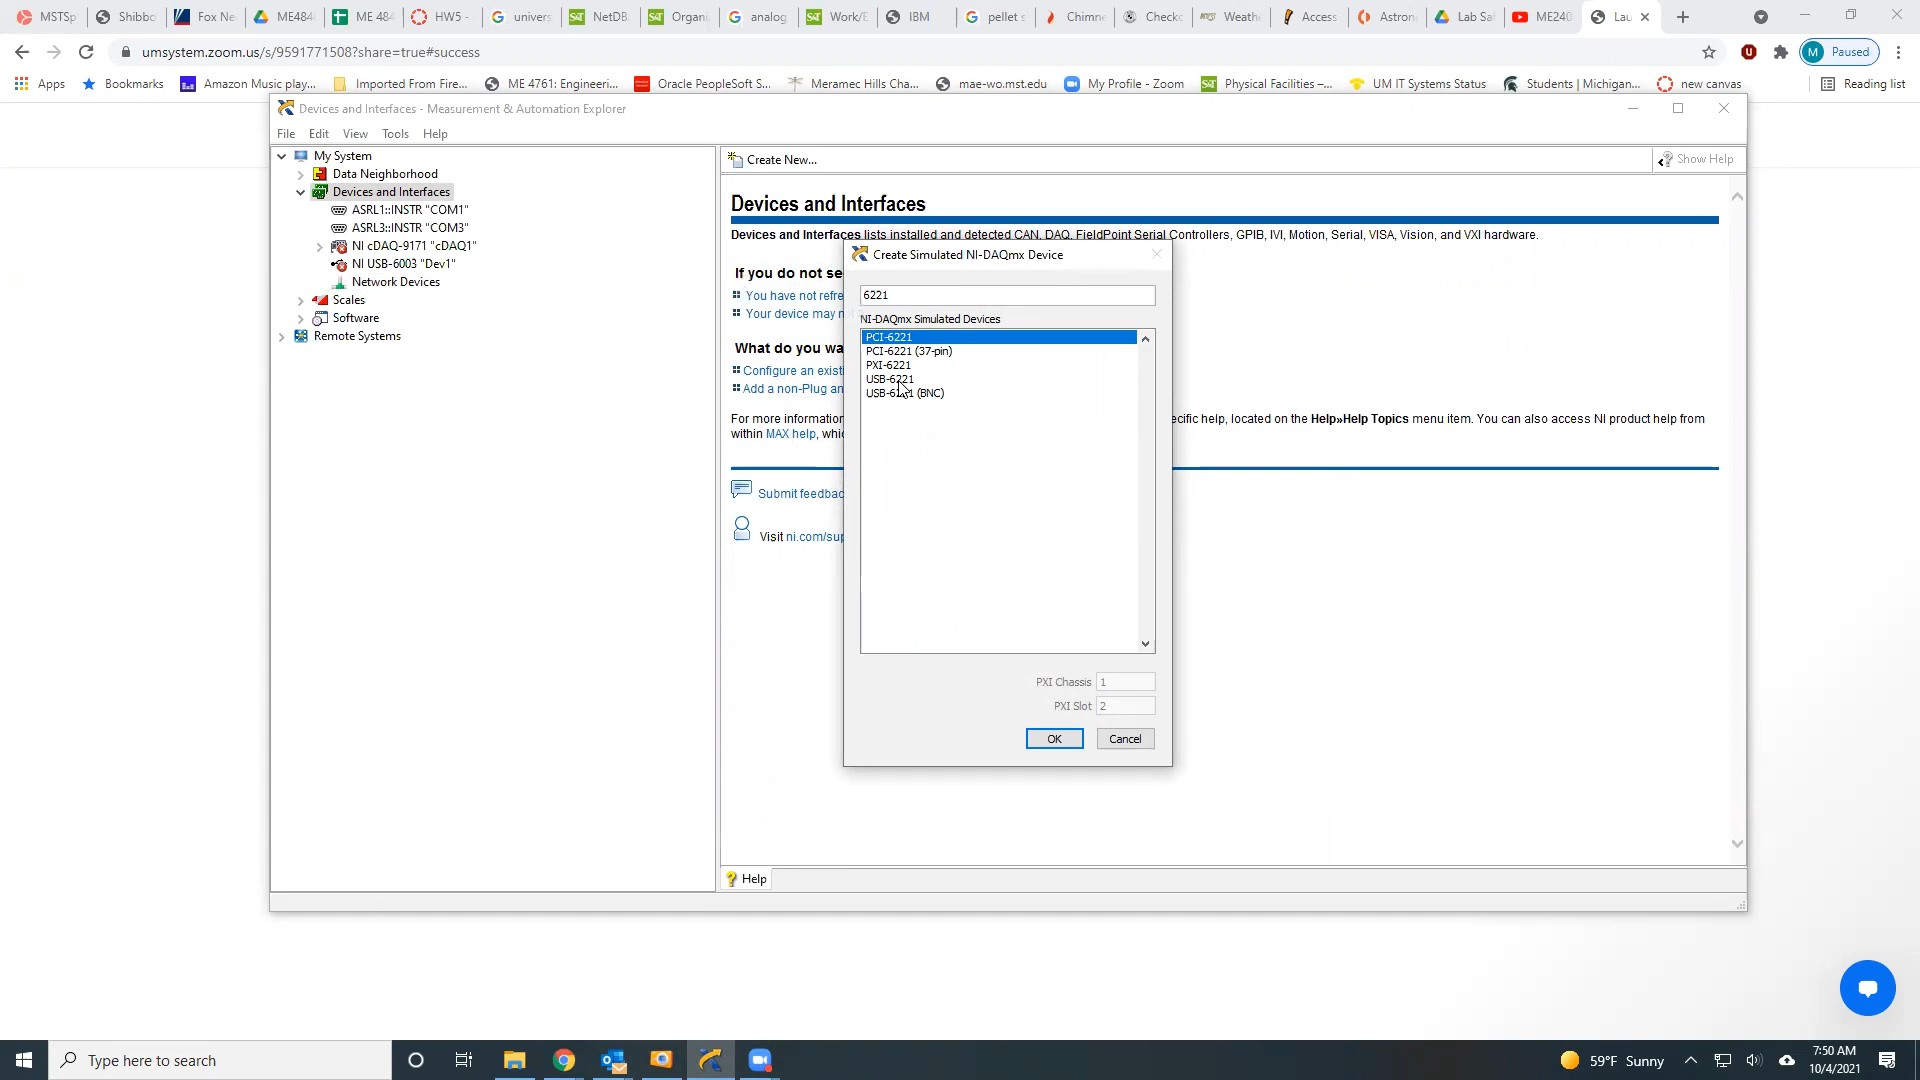 MSTSp
Shibbo
Fox Ne
ME484
ME 484
HW5 -
univers
NetDB
Organi
analog
Work/E
IBM
pellet s
Chimne
Checkc
Weathe
Access
Astron
Lab Saf
ME240
Lau
umsystem.zoom.us/s/9591771508?share=true#success
M Paused
Apps
Bookmarks
Amazon Music play...
Imported From Fire...
ME 4761: Engineeri...
Oracle PeopleSoft S...
Meramec Hills Cha...
mae-wo.mst.edu
My Profile - Zoom
Physical Facilities –...
UM IT Systems Status
Students | Michigan...
new canvas
Reading list
Devices and Interfaces - Measurement & Automation Explorer
File Edit View Tools Help
My System
Data Neighborhood
Devices and Interfaces
ASRL1::INSTR "COM1"
ASRL3::INSTR "COM3"
NI cDAQ-9171 "cDAQ1"
NI USB-6003 "Dev1"
Network Devices
Scales
Software
Remote Systems
Create New...
Show Help
Devices and Interfaces
Devices and Interfaces lists installed and detected CAN, DAQ, FieldPoint Serial Controllers, GPIB, IVI, Motion, Serial, VISA, Vision, and VXI hardware.
If you do not se
You have not refre
Your device may n
What do you wa
Configure an exist
Add a non-Plug an
For more information
ecific help, located on the Help»Help Topics menu item. You can also access NI product help from
within MAX help, whic
Submit feedbac
Visit ni.com/sup
Create Simulated NI-DAQmx Device
6221
NI-DAQmx Simulated Devices
PCI-6221
PCI-6221 (37-pin)
PXI-6221
USB-6221
USB-6221 (BNC)
PXI Chassis 1
PXI Slot 2
OK Cancel
Help
Type here to search
59°F Sunny
7:50 AM
10/4/2021